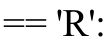 == 'R':